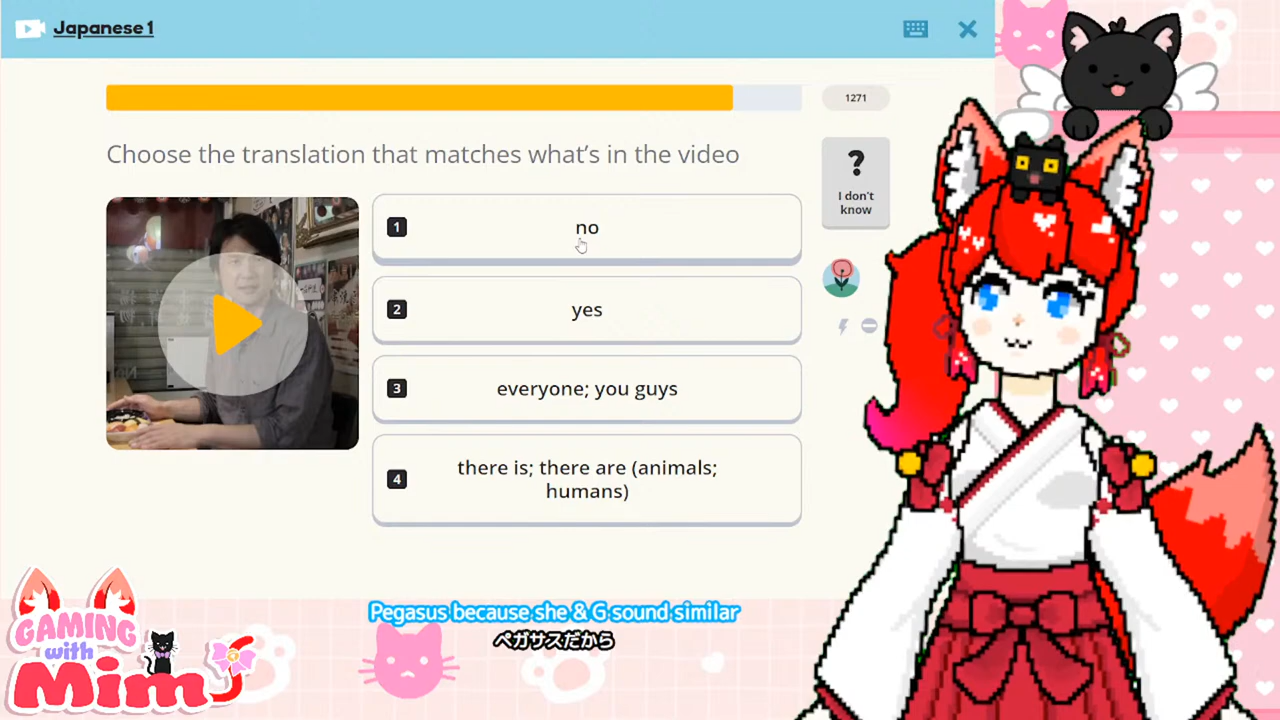 Japanese 1
1271
Choose the translation that matches what's in the video
?
I don't
know
1 no
2 yes
3 everyone; you guys
4 there is; there are (animals;
humans)
Pegasus because she & G sound similar
ペガサスだから
GAMING
with
Mim